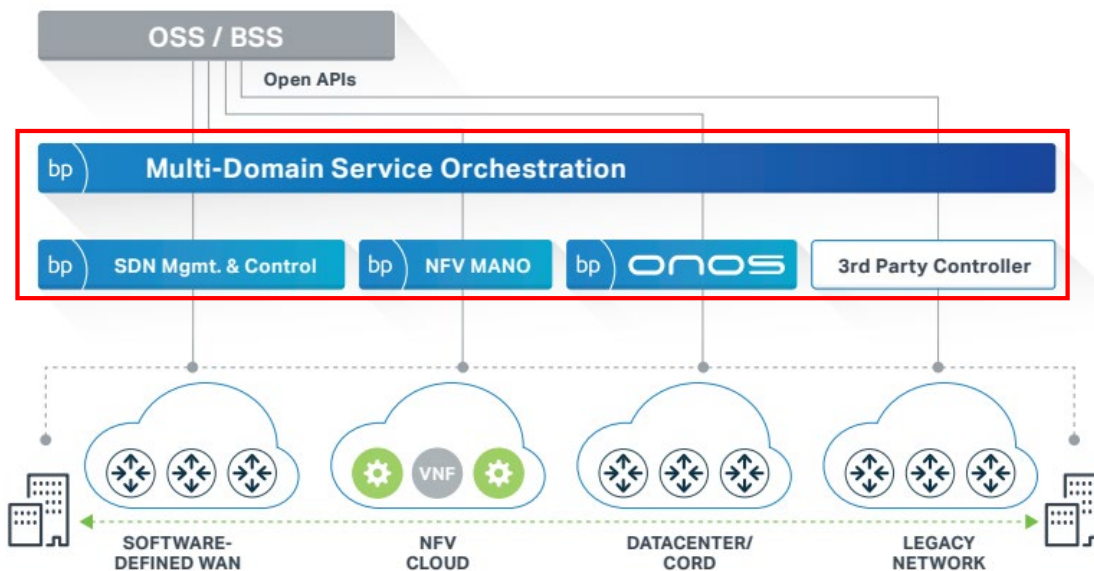 OSS / BSS
Open APIs
bp Multi-Domain Service Orchestration
bp SDN Mgmt. & Control
bp NFV MANO
bp onos
3rd Party Controller
VNF
SOFTWARE-
DEFINED WAN
NFV
CLOUD
DATACENTER/
CORD
LEGACY
NETWORK